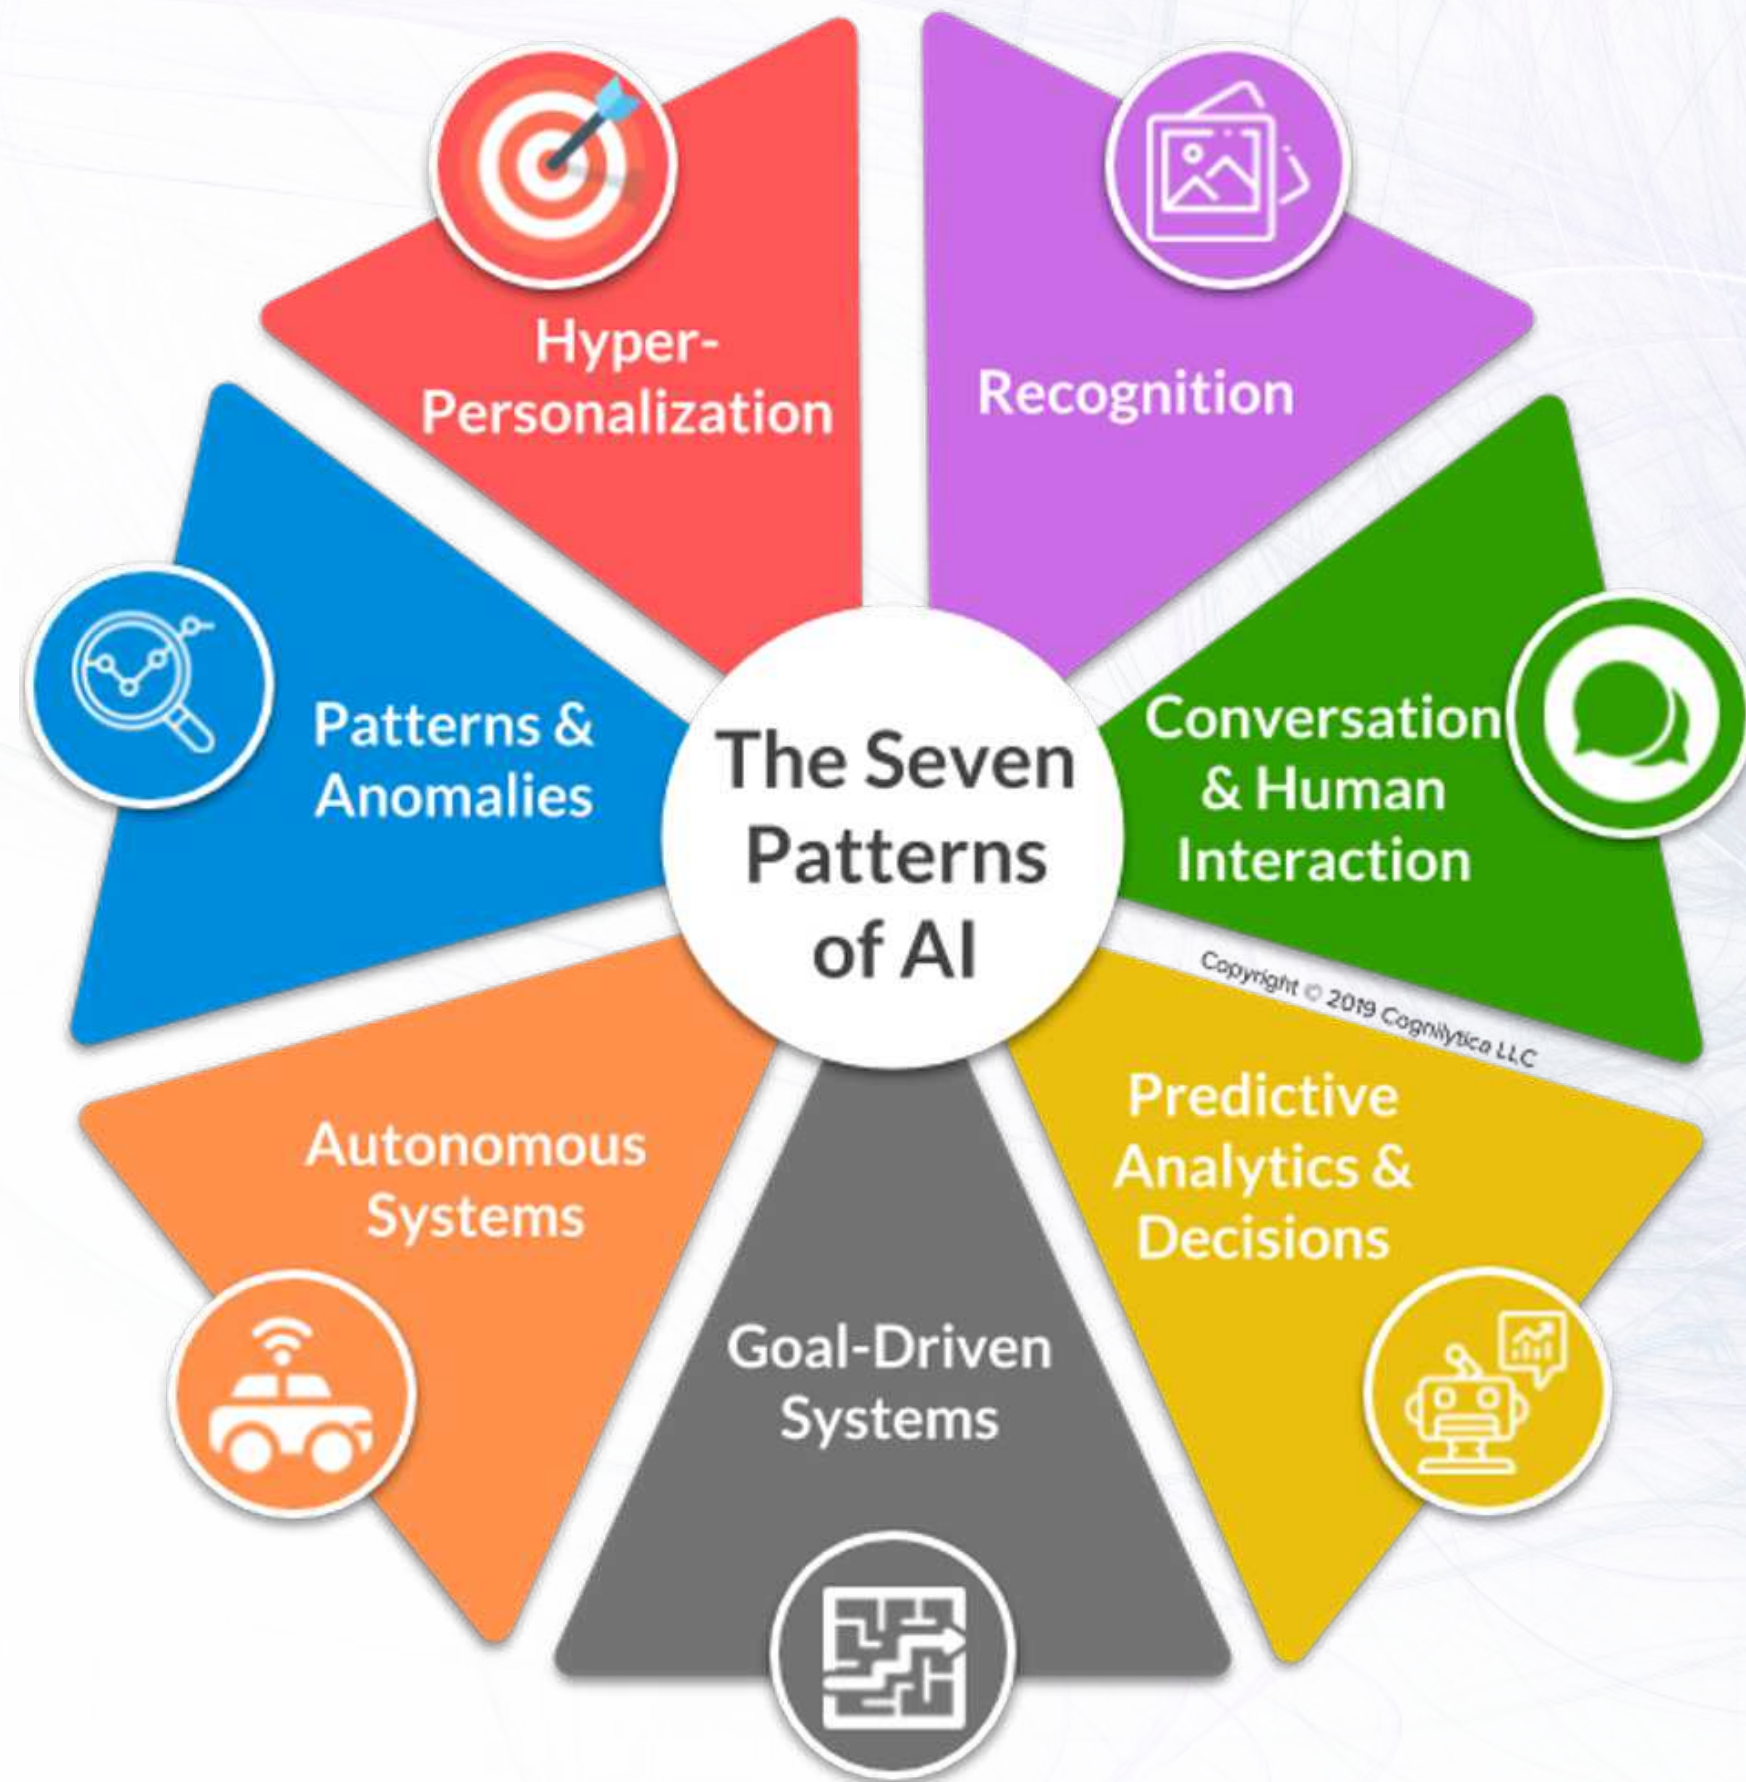 The Seven
Patterns
of AI
Hyper-
Personalization
Recognition
Conversation
& Human
Interaction
Copyright © 2019 Cognilytica LLC
Predictive
Analytics &
Decisions
Goal-Driven
Systems
Autonomous
Systems
Patterns &
Anomalies